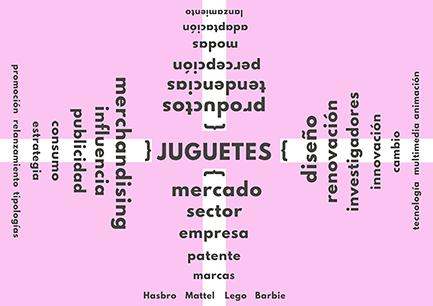 lanzamiento
adaptación
modas
percepción
tendencias
productos
}
promoción relanzamiento tipologías
estrategia
consumo
publicidad
influencia
merchandising
} JUGUETES {
diseño
renovación
investigadores
innovación
cambio
tecnología multimedia animación
{
mercado
sector
empresa
patente
marcas
Hasbro Mattel Lego Barbie